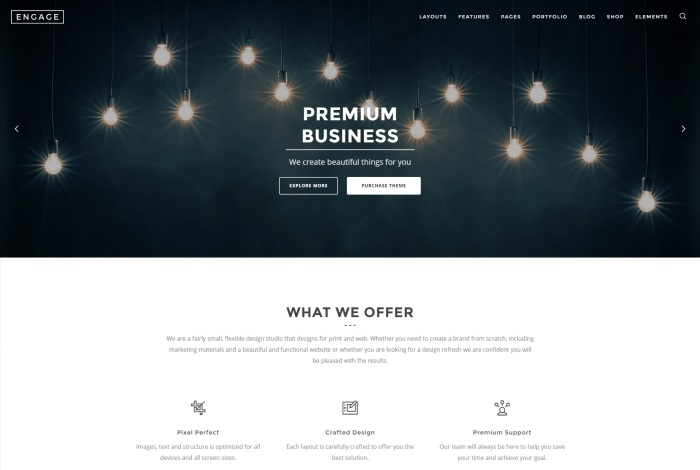 ENGAGE
LAYOUTS FEATURES PAGES PORTFOLIO BLOG SHOP ELEMENTS
PREMIUM
BUSINESS
We create beautiful things for you
EXPLORE MORE
PURCHASE THEME
WHAT WE OFFER
We are a fairly small, flexible design studio that designs for print and web. Whether you need to create a brand from scratch, including
marketing materials and a beautiful and functional website or whether you are looking for a design refresh we are confident you will
be pleased with the results.
Pixel Perfect
Images, text and structure is optimized for all
devices and all screen sizes.
Crafted Design
Each layout is carefully crafted to offer you the
best solution.
Premium Support
Our team will always be here to help you save
your time and achieve your goal.